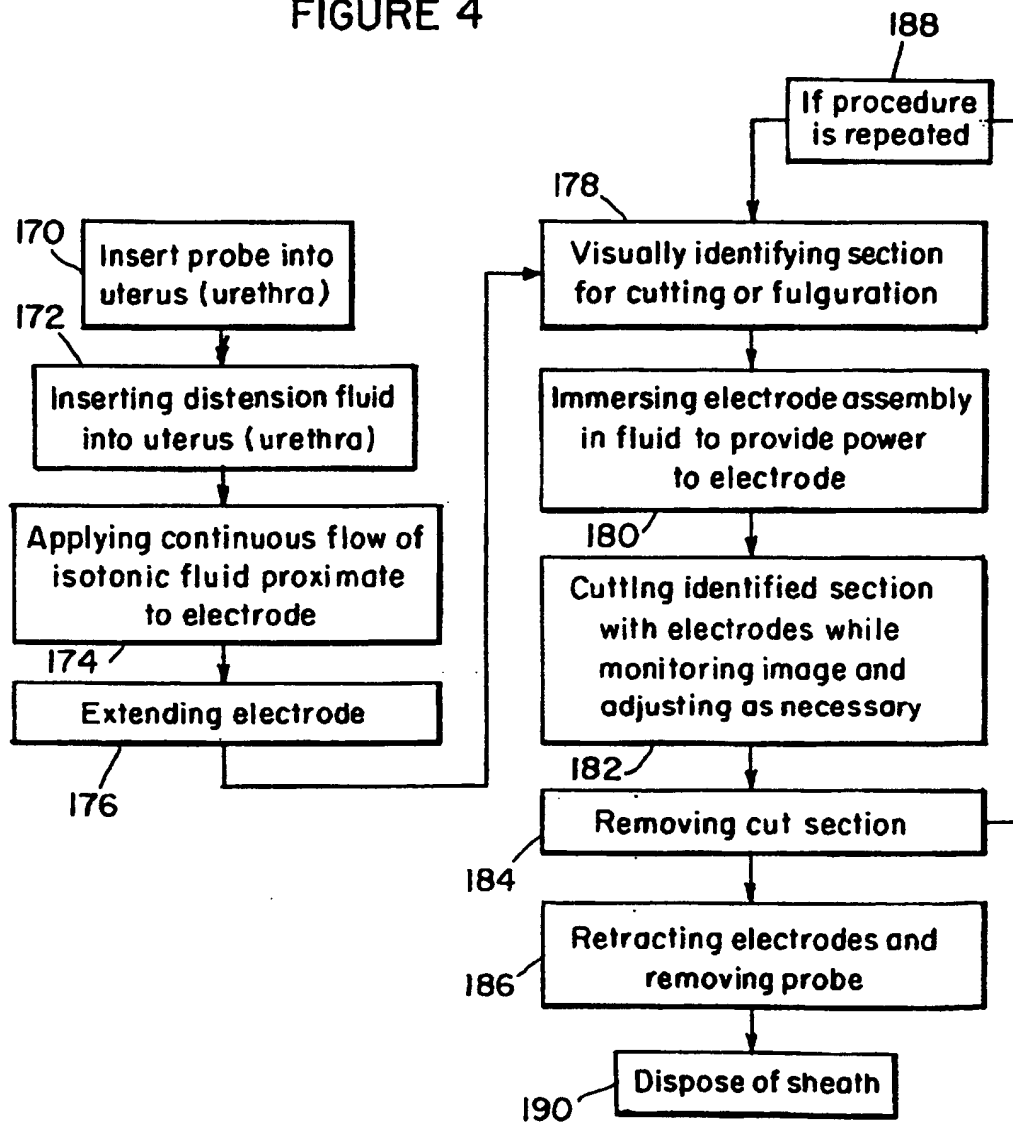 FIGURE 4
170
Insert probe into
uterus (urethra)
172
Inserting distension fluid
into uterus (urethra)
Applying continuous flow of
isotonic fluid proximate
to electrode
174
Extending electrode
176
188
If procedure
is repeated
178
Visually identifying section
for cutting or fulguration
Immersing electrode assembly
in fluid to provide power
to electrode
180
Cutting identified section
with electrodes while
monitoring image and
adjusting as necessary
182
Removing cut section
184
Retracting electrodes and
removing probe
186
Dispose of sheath
190